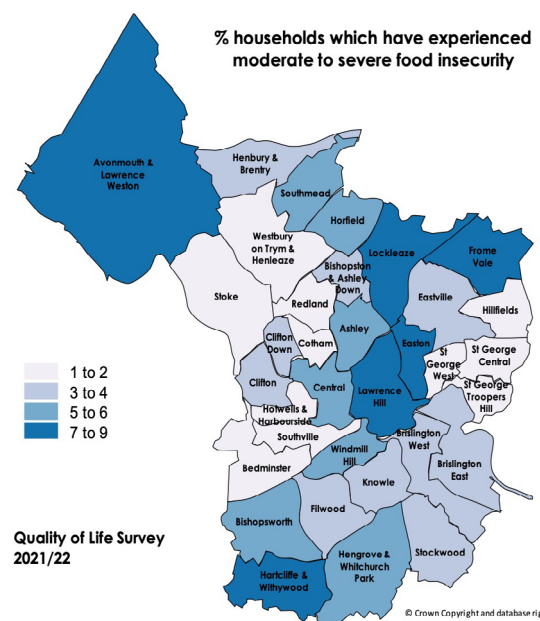 % households which have experienced
moderate to severe food insecurity
Avonmouth &
Lawrence
Weston
Henbury &
Brentry
Southmead
Horfield
Westbury
on Trym &
Henleaze
Lockleaze
Frome
Vale
Bishopston
& Ashley
Down
Stoke
Redland
Eastville
Hillfields
Clifton
Down
Cotham
Ashley
Easton
St
George
West
St George
Central
Clifton
Central
Lawrence
Hill
St George
Troopers
Hill
Hotwells &
Harbourside
Southville
Brislington
West
Bedminster
Windmill
Hill
Knowle
Brislington
East
Filwood
Bishopsworth
Hengrove &
Whitchurch
Park
Stockwood
Hartcliffe &
Withywood
1 to 2
3 to 4
5 to 6
7 to 9
Quality of Life Survey
2021/22
© Crown Copyright and database rig